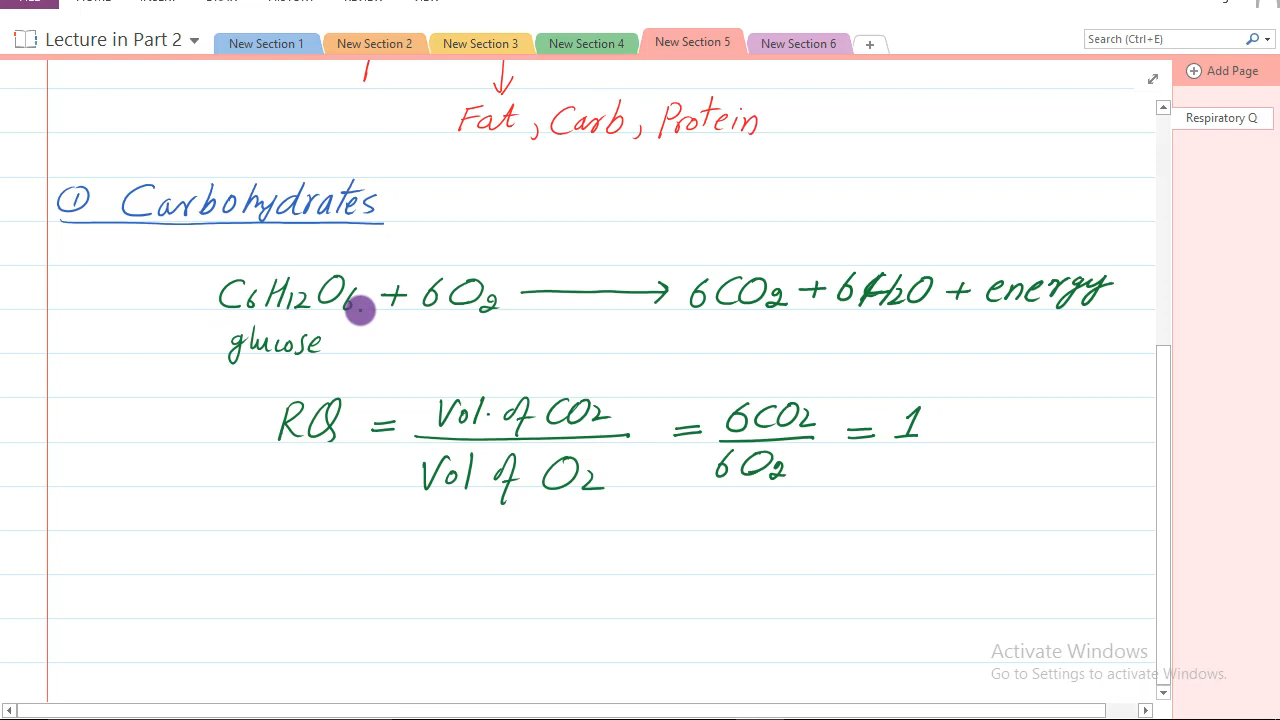 Lecture in Part 2
New Section 1
New Section 2
New Section 3
New Section 4
New Section 5
New Section 6
Search (Ctrl+E)
Add Page
Respiratory Q
Fat, Carb, Protein
① Carbohydrates
C6H12O6 + 6O2 ⟶ 6CO2 + 6H2O + energy
glucose
RQ = Vol. of CO2 / Vol of O2 = 6CO2 / 6O2 = 1
Activate Windows
Go to Settings to activate Windows.